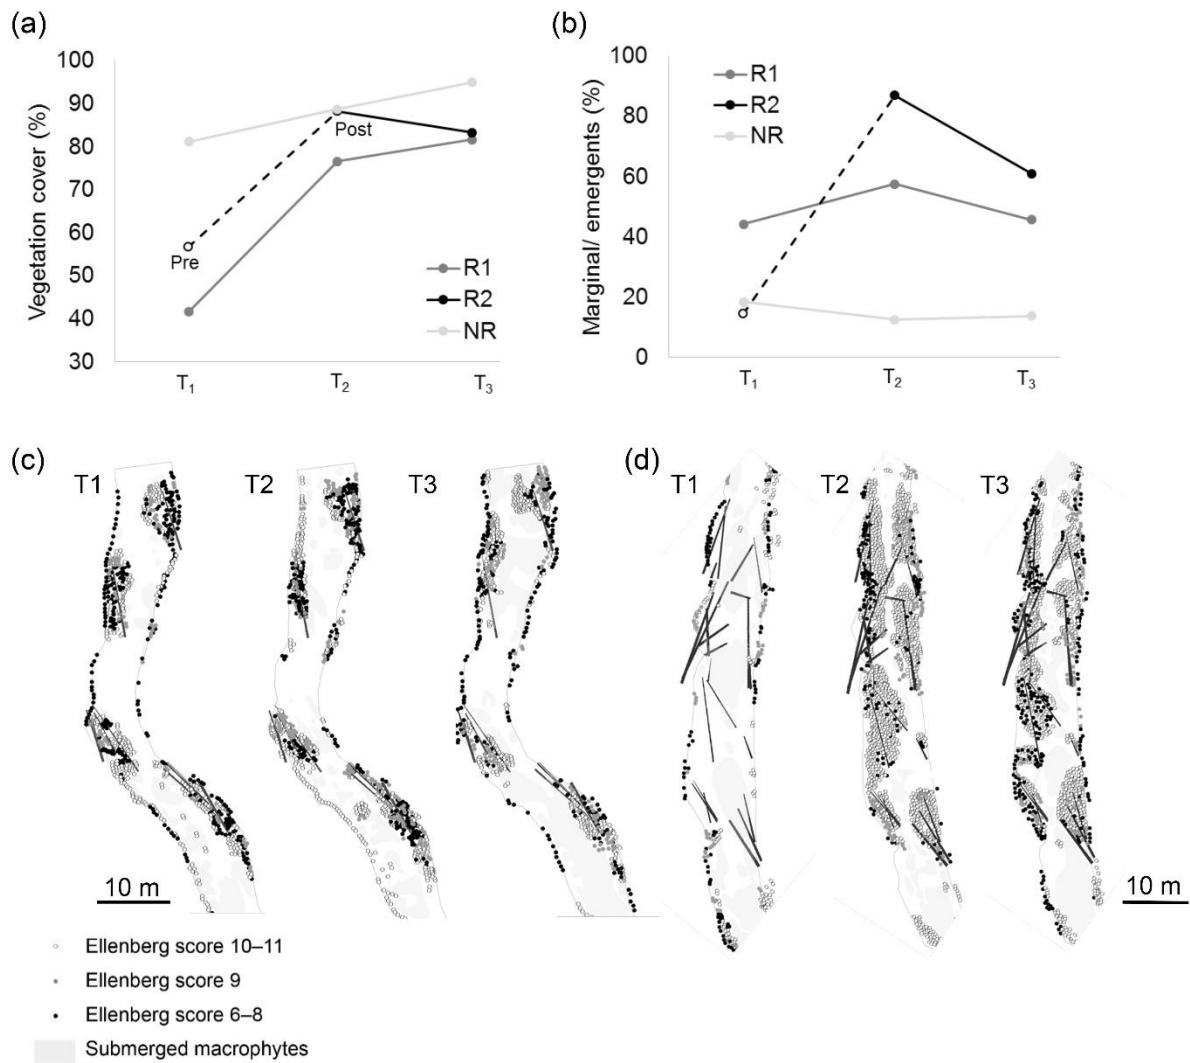 (a)
100
90
80
70
60
50
40
30
Vegetation cover (%)
Pre
Post
R1
R2
NR
T1
T2
T3
(b)
100
80
60
40
20
0
Marginal/ emergents (%)
R1
R2
NR
T1
T2
T3
(c)
T1
T2
T3
10 m
(d)
T1
T2
T3
10 m
Ellenberg score 10–11
Ellenberg score 9
Ellenberg score 6–8
Submerged macrophytes